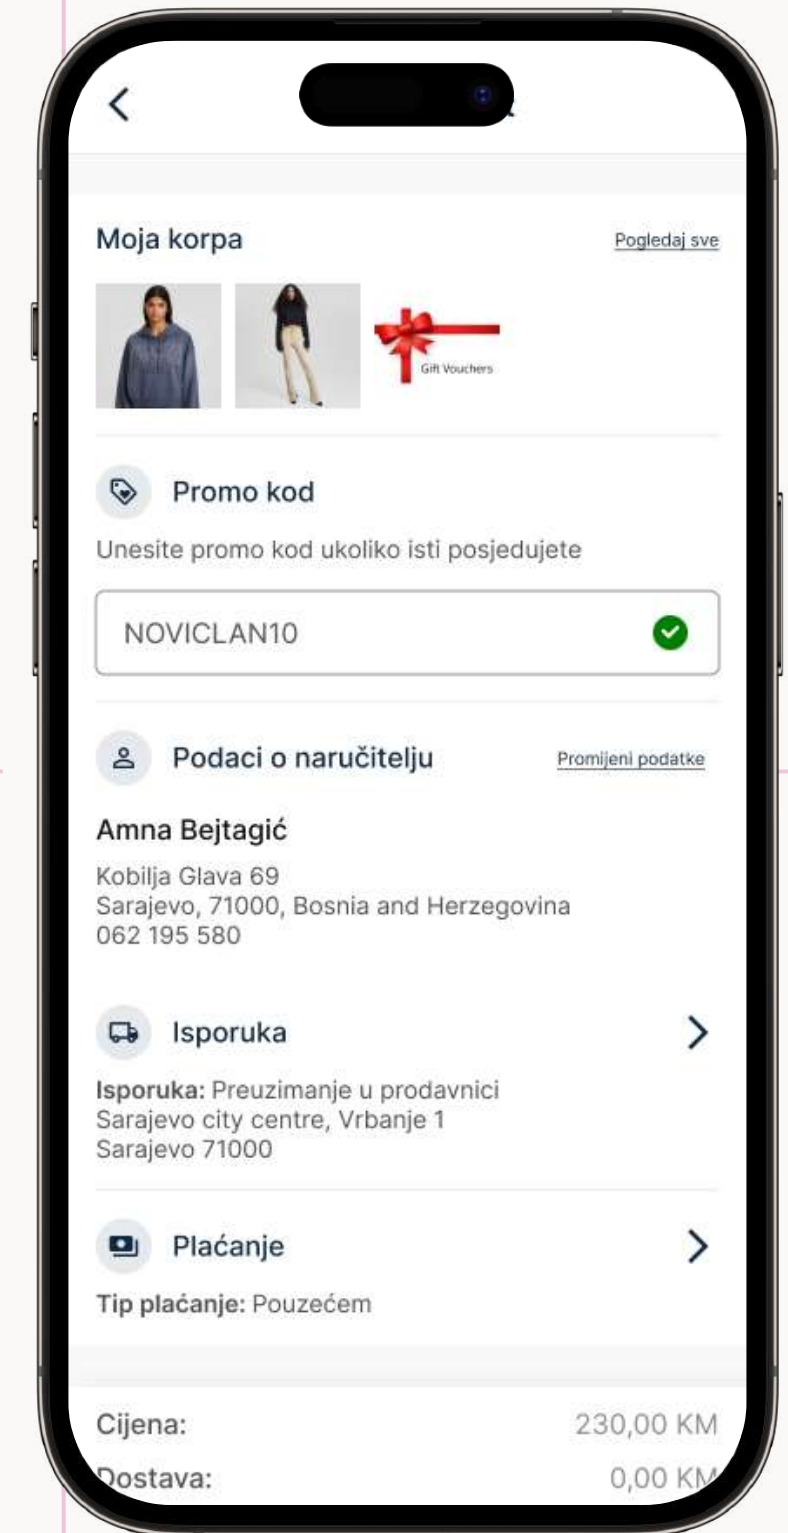 Moja korpa
Pogledaj sve
Gift Vouchers
Promo kod
Unesite promo kod ukoliko isti posjedujete
NOVICLAN10
Podaci o naručitelju
Promijeni podatke
Amna Bejtagić
Kobilja Glava 69
Sarajevo, 71000, Bosnia and Herzegovina
062 195 580
Isporuka
Isporuka: Preuzimanje u prodavnici
Sarajevo city centre, Vrbanje 1
Sarajevo 71000
Plaćanje
Tip plaćanje: Pouzećem
Cijena: 230,00 KM
Dostava: 0,00 KM